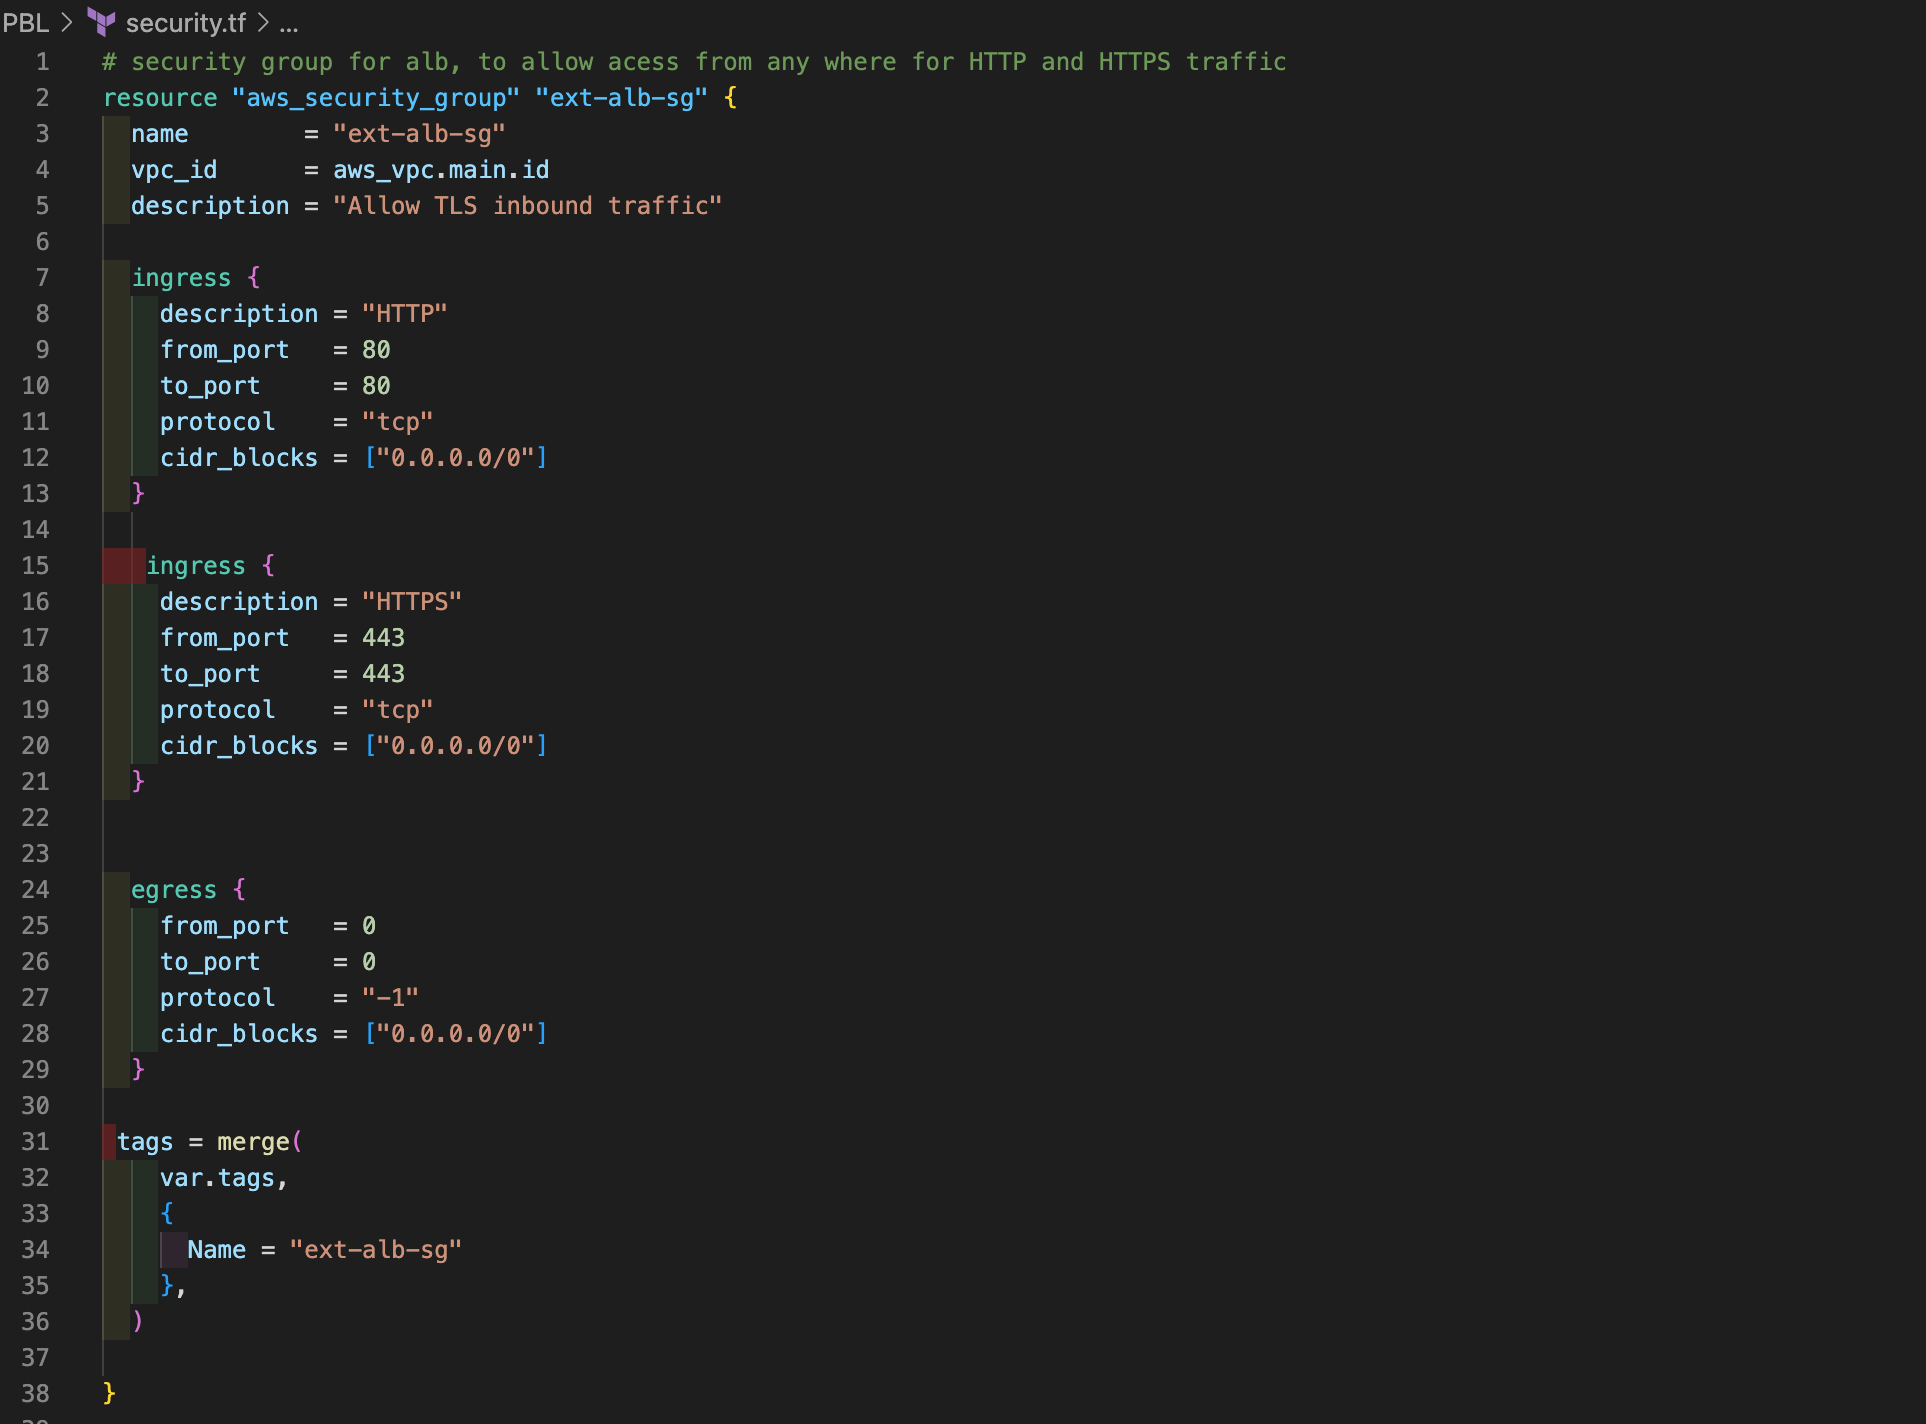 PBL > security.tf > ...
1 # security group for alb, to allow acess from any where for HTTP and HTTPS traffic
2 resource "aws_security_group" "ext-alb-sg" {
3   name        = "ext-alb-sg"
4   vpc_id      = aws_vpc.main.id
5   description = "Allow TLS inbound traffic"
6
7   ingress {
8     description = "HTTP"
9     from_port   = 80
10     to_port     = 80
11     protocol    = "tcp"
12     cidr_blocks = ["0.0.0.0/0"]
13   }
14
15    ingress {
16     description = "HTTPS"
17     from_port   = 443
18     to_port     = 443
19     protocol    = "tcp"
20     cidr_blocks = ["0.0.0.0/0"]
21   }
22
23
24   egress {
25     from_port   = 0
26     to_port     = 0
27     protocol    = "-1"
28     cidr_blocks = ["0.0.0.0/0"]
29   }
30
31  tags = merge(
32     var.tags,
33     {
34       Name = "ext-alb-sg"
35     },
36   )
37
38 }